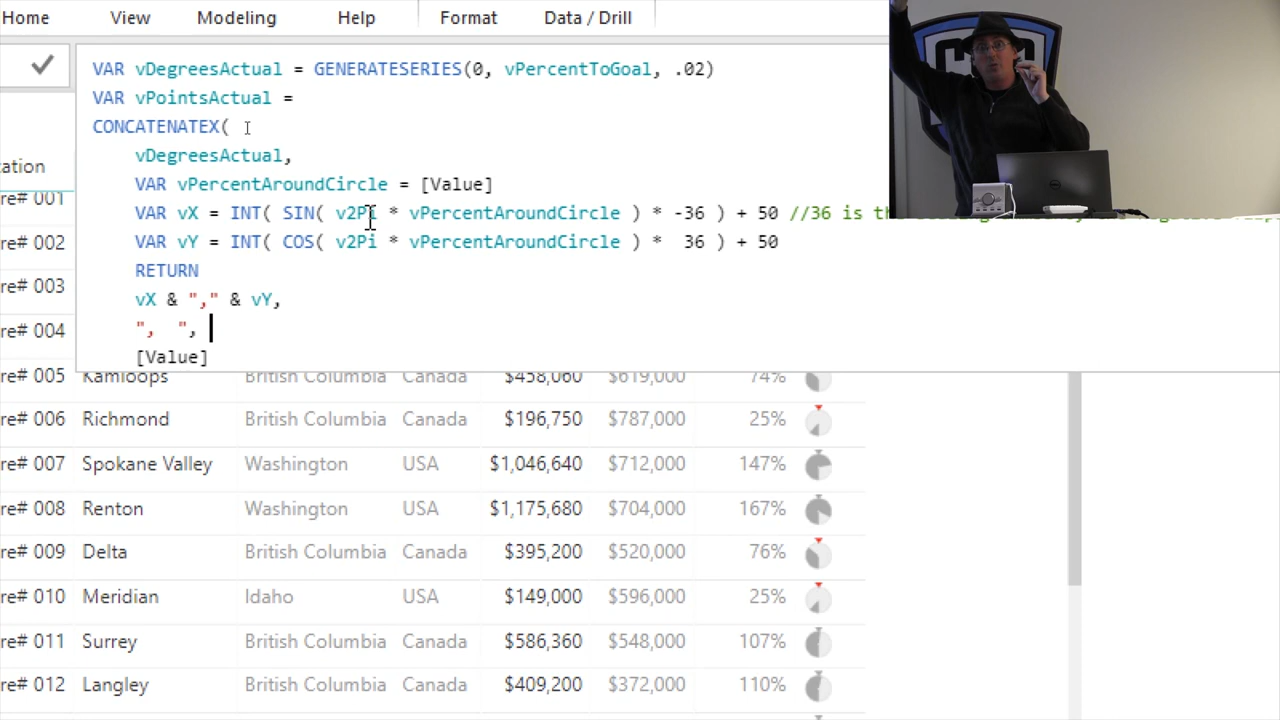 Home View Modeling Help Format Data / Drill
VAR vDegreesActual = GENERATESERIES(0, vPercentToGoal, .02)
VAR vPointsActual =
CONCATENATEX(
vDegreesActual,
VAR vPercentAroundCircle = [Value]
VAR vX = INT( SIN( v2Pi * vPercentAroundCircle ) * -36 ) + 50 //36 is th
VAR vY = INT( COS( v2Pi * vPercentAroundCircle ) * 36 ) + 50
RETURN
vX & "," & vY,
", ",
[Value]
cation
re# 001
re# 002
re# 003
re# 004
re# 005 Kamloops British Columbia Canada $458,060 $619,000 74%
re# 006 Richmond British Columbia Canada $196,750 $787,000 25%
re# 007 Spokane Valley Washington USA $1,046,640 $712,000 147%
re# 008 Renton Washington USA $1,175,680 $704,000 167%
re# 009 Delta British Columbia Canada $395,200 $520,000 76%
re# 010 Meridian Idaho USA $149,000 $596,000 25%
re# 011 Surrey British Columbia Canada $586,360 $548,000 107%
re# 012 Langley British Columbia Canada $409,200 $372,000 110%